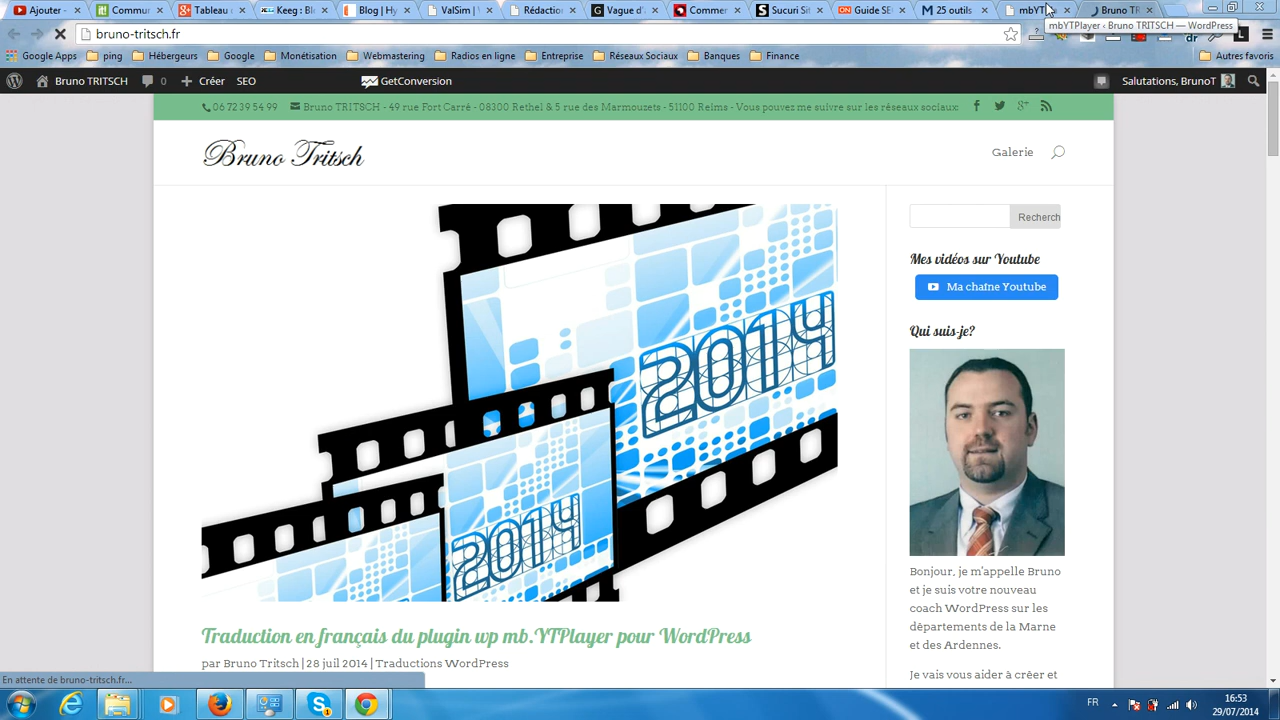 Ajouter -
Commun
Tableau
Keeg : Bl
Blog | Hy
ValSim | V
Rédactio
Vague d'
Commer
Sucuri Sit
Guide SE
25 outils
mbYT
Bruno TR
mbYTPlayer ‹ Bruno TRITSCH — WordPress
bruno-tritsch.fr
Google Apps
ping
Hébergeurs
Google
Monétisation
Webmastering
Radios en ligne
Entreprise
Réseaux Sociaux
Banques
Finance
Autres favoris
Bruno TRITSCH
0
Créer
SEO
GetConversion
Salutations, BrunoT
06 72 39 54 99
Bruno TRITSCH - 49 rue Fort Carré - 08300 Rethel & 5 rue des Marmouzets - 51100 Reims - Vous pouvez me suivre sur les réseaux sociaux:
Bruno Tritsch
Galerie
Recherch
2014
2014
Mes vidéos sur Youtube
Ma chaîne Youtube
Qui suis-je?
Bonjour, je m'appelle Bruno
et je suis votre nouveau
coach WordPress sur les
départements de la Marne
et des Ardennes.
Je vais vous aider à créer et
Traduction en français du plugin wp mb.YTPlayer pour WordPress
par Bruno Tritsch | 28 juil 2014 | Traductions WordPress
En attente de bruno-tritsch.fr...
FR
16:53
29/07/2014